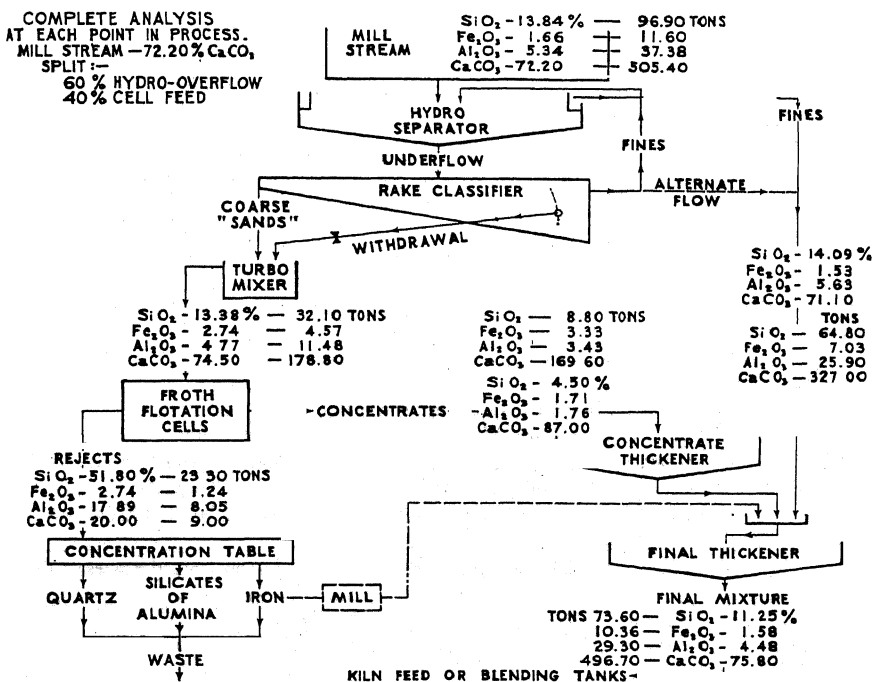 COMPLETE ANALYSIS
AT EACH POINT IN PROCESS.
MILL STREAM — 72.20% CaCO₃
SPLIT:—
60% HYDRO-OVERFLOW
40% CELL FEED
MILL
STREAM
SiO₂ - 13.84% — 96.90 TONS
Fe₂O₃ - 1.66 — 11.60
Al₂O₃ - 5.34 — 37.38
CaCO₃ - 72.20 — 505.40
HYDRO
SEPARATOR
FINES
FINES
UNDERFLOW
RAKE CLASSIFIER
ALTERNATE
FLOW
COARSE
"SANDS"
WITHDRAWAL
TURBO
MIXER
SiO₂ - 14.09%
Fe₂O₃ - 1.53
Al₂O₃ - 5.63
CaCO₃ - 71.10
TONS
SiO₂ — 64.80
Fe₂O₃ — 7.03
Al₂O₃ — 25.90
CaCO₃ — 327 00
SiO₂ - 13.38% — 32.10 TONS
Fe₂O₃ - 2.74 — 4.57
Al₂O₃ - 4 77 — 11.48
CaCO₃ - 74.50 — 178.80
SiO₂ — 8.80 TONS
Fe₂O₃ — 3.33
Al₂O₃ — 3.43
CaCO₃ — 169 60
SiO₂ - 4.50%
Fe₂O₃ - 1.71
Al₂O₃ - 1.76
CaCO₃ - 87.00
FROTH
FLOTATION
CELLS
CONCENTRATES
CONCENTRATE
THICKENER
REJECTS
SiO₂ - 51.80% — 23 30 TONS
Fe₂O₃ - 2.74 — 1.24
Al₂O₃ - 17 89 — 8.05
CaCO₃ - 20.00 — 9.00
CONCENTRATION TABLE
FINAL THICKENER
QUARTZ
SILICATES
OF
ALUMINA
IRON
MILL
WASTE
FINAL MIXTURE
TONS 73.60 — SiO₂ - 11.25%
10.36 — Fe₂O₃ - 1.58
29.30 — Al₂O₃ - 4.48
496.70 — CaCO₃ - 75.80
KILN FEED OR BLENDING TANKS